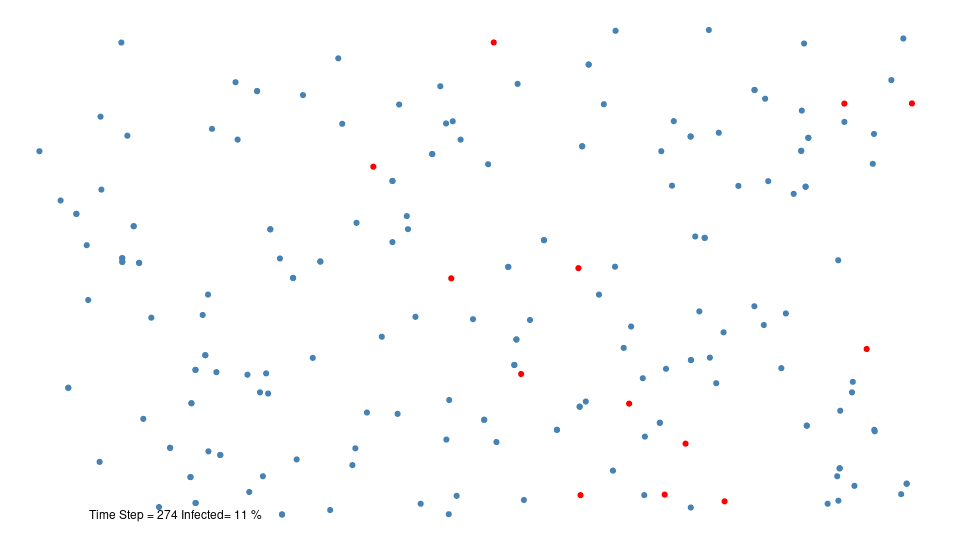 Time Step = 274 Infected= 11 %